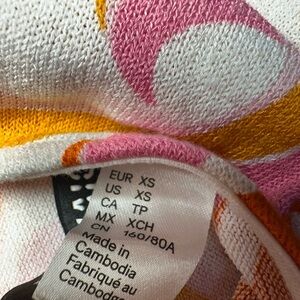 EUR XS
US XS
CA TP
MX XCH
CN 160/80A
Made in
Cambodia
Fabriqué au
Cambodge